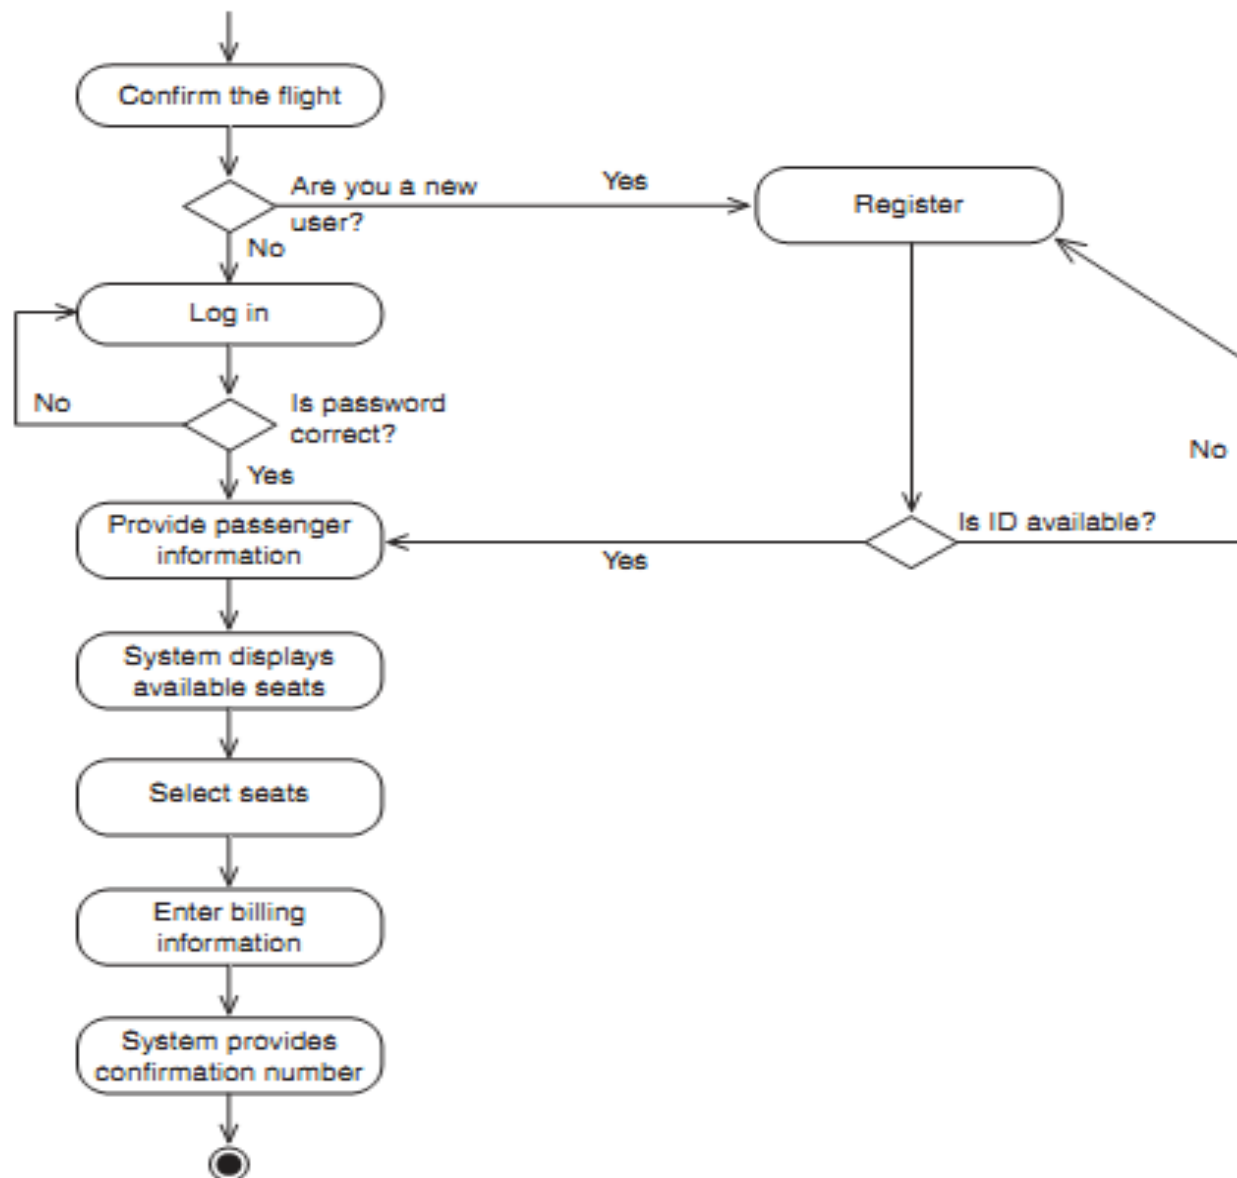 Confirm the flight
Are you a new
user?
Yes
Register
No
Log in
No
Is password
correct?
No
Yes
Provide passenger
information
Is ID available?
Yes
System displays
available seats
Select seats
Enter billing
information
System provides
confirmation number